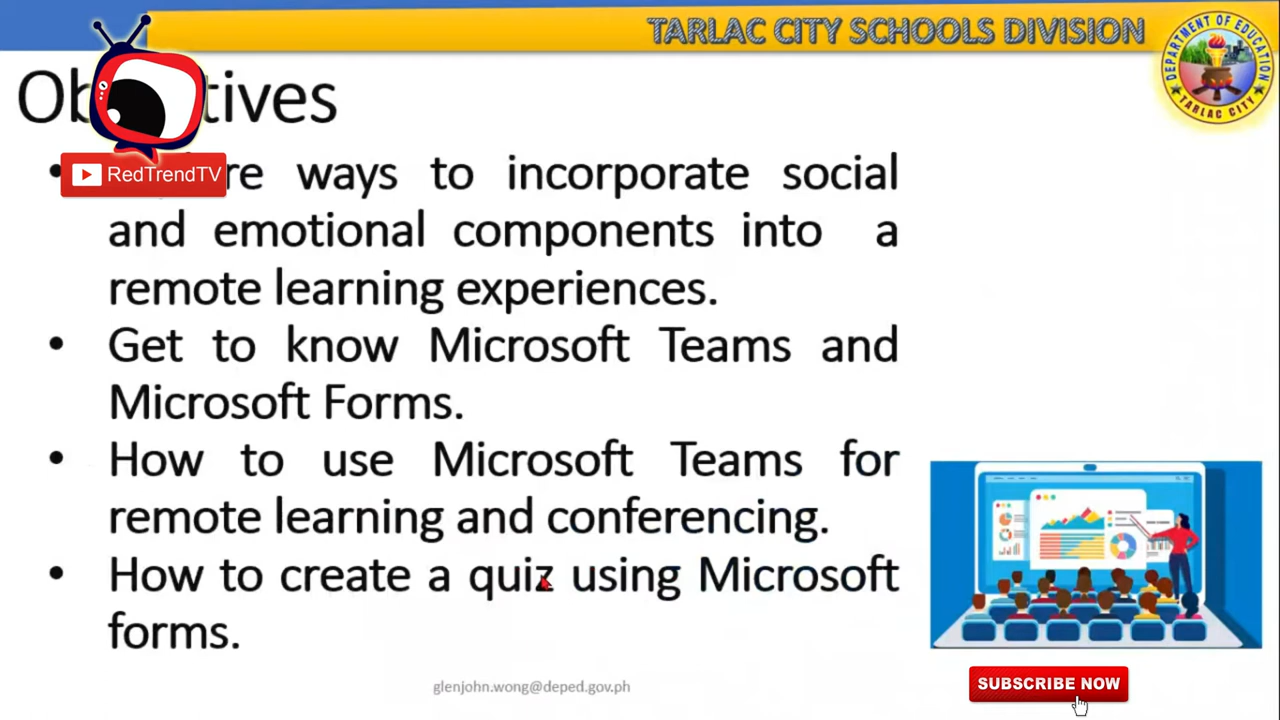 TARLAC CITY SCHOOLS DIVISION
DEPARTMENT OF EDUCATION
TARLAC CITY
Ob tives
RedTrendTV
• re ways to incorporate social
and emotional components into a
remote learning experiences.
• Get to know Microsoft Teams and
Microsoft Forms.
• How to use Microsoft Teams for
remote learning and conferencing.
• How to create a quiz using Microsoft
forms.
glenjohn.wong@deped.gov.ph
SUBSCRIBE NOW